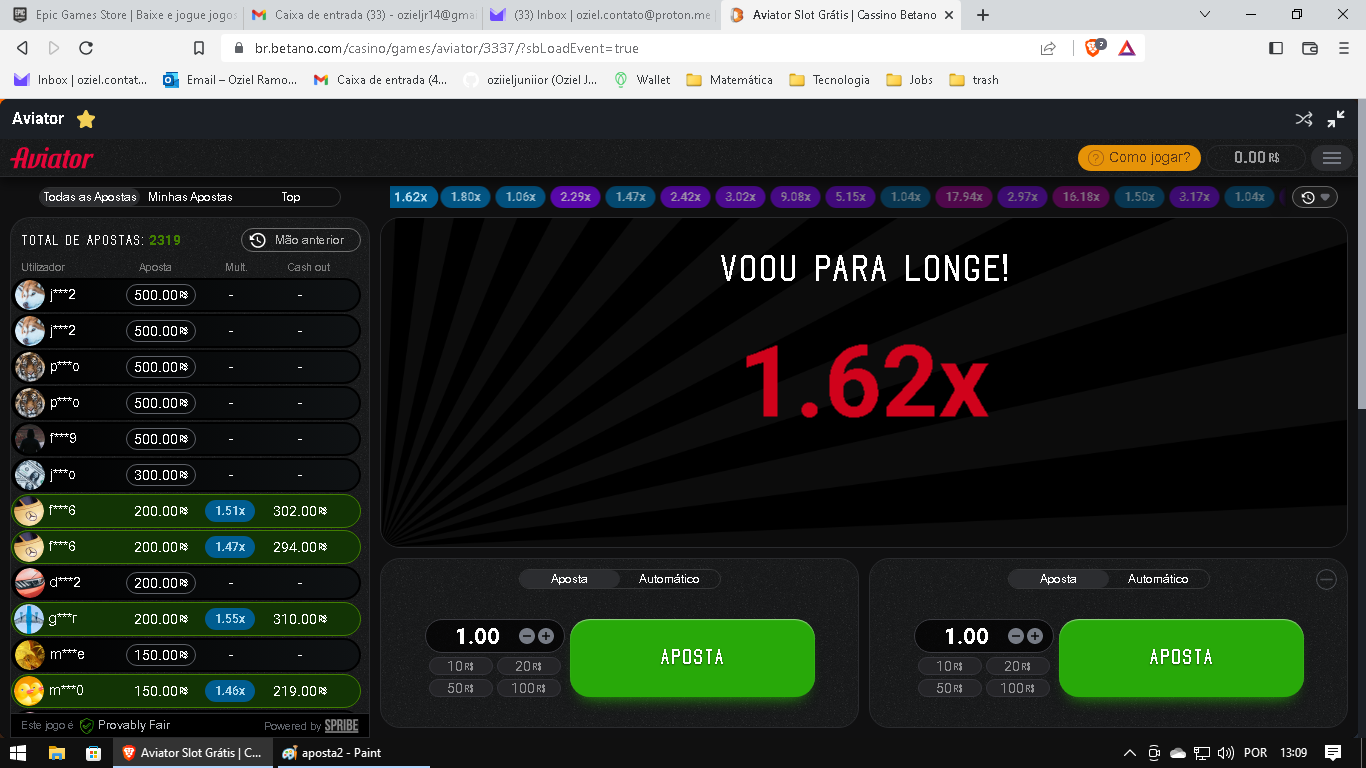 Epic Games Store | Baixe e jogue jogos
Caixa de entrada (33) - ozieljr14@gmai
(33) Inbox | oziel.contato@proton.me
Aviator Slot Grátis | Cassino Betano
br.betano.com/casino/games/aviator/3337/?sbLoadEvent=true
2
Inbox | oziel.contat...
Email – Oziel Ramo...
Caixa de entrada (4...
oziieljuniior (Oziel J...
Wallet
Matemática
Tecnologia
Jobs
trash
Aviator
Aviator
? Como jogar?
0.00 R$
Todas as Apostas Minhas Apostas Top
1.62x 1.80x 1.06x 2.29x 1.47x 2.42x 3.02x 9.08x 5.15x 1.04x 17.94x 2.97x 16.18x 1.50x 3.17x 1.04x
TOTAL DE APOSTAS: 2319
Mão anterior
Utilizador Aposta Mult. Cash out
j***2 500.00R$ - -
j***2 500.00R$ - -
p***o 500.00R$ - -
p***o 500.00R$ - -
f***9 500.00R$ - -
j***o 300.00R$ - -
f***6 200.00R$ 1.51x 302.00R$
f***6 200.00R$ 1.47x 294.00R$
d***2 200.00R$ - -
g***r 200.00R$ 1.55x 310.00R$
m***e 150.00R$ - -
m***0 150.00R$ 1.46x 219.00R$
Este jogo é Provably Fair
Powered by SPRIBE
VOOU PARA LONGE!
1.62x
Aposta Automático
1.00
10R$ 20R$
50R$ 100R$
APOSTA
Aposta Automático
1.00
10R$ 20R$
50R$ 100R$
APOSTA
Aviator Slot Grátis | C...
aposta2 - Paint
POR
13:09